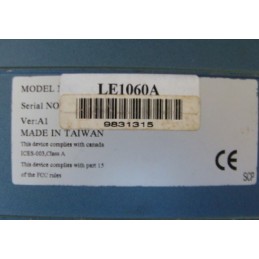 MODEL N LE1060A
Serial NO
9831315
Ver:A1
MADE IN TAIWAN
This device complies with canada
ICES-003,Class A
This device complies with part 15
of the FCC rules
CE
SCP